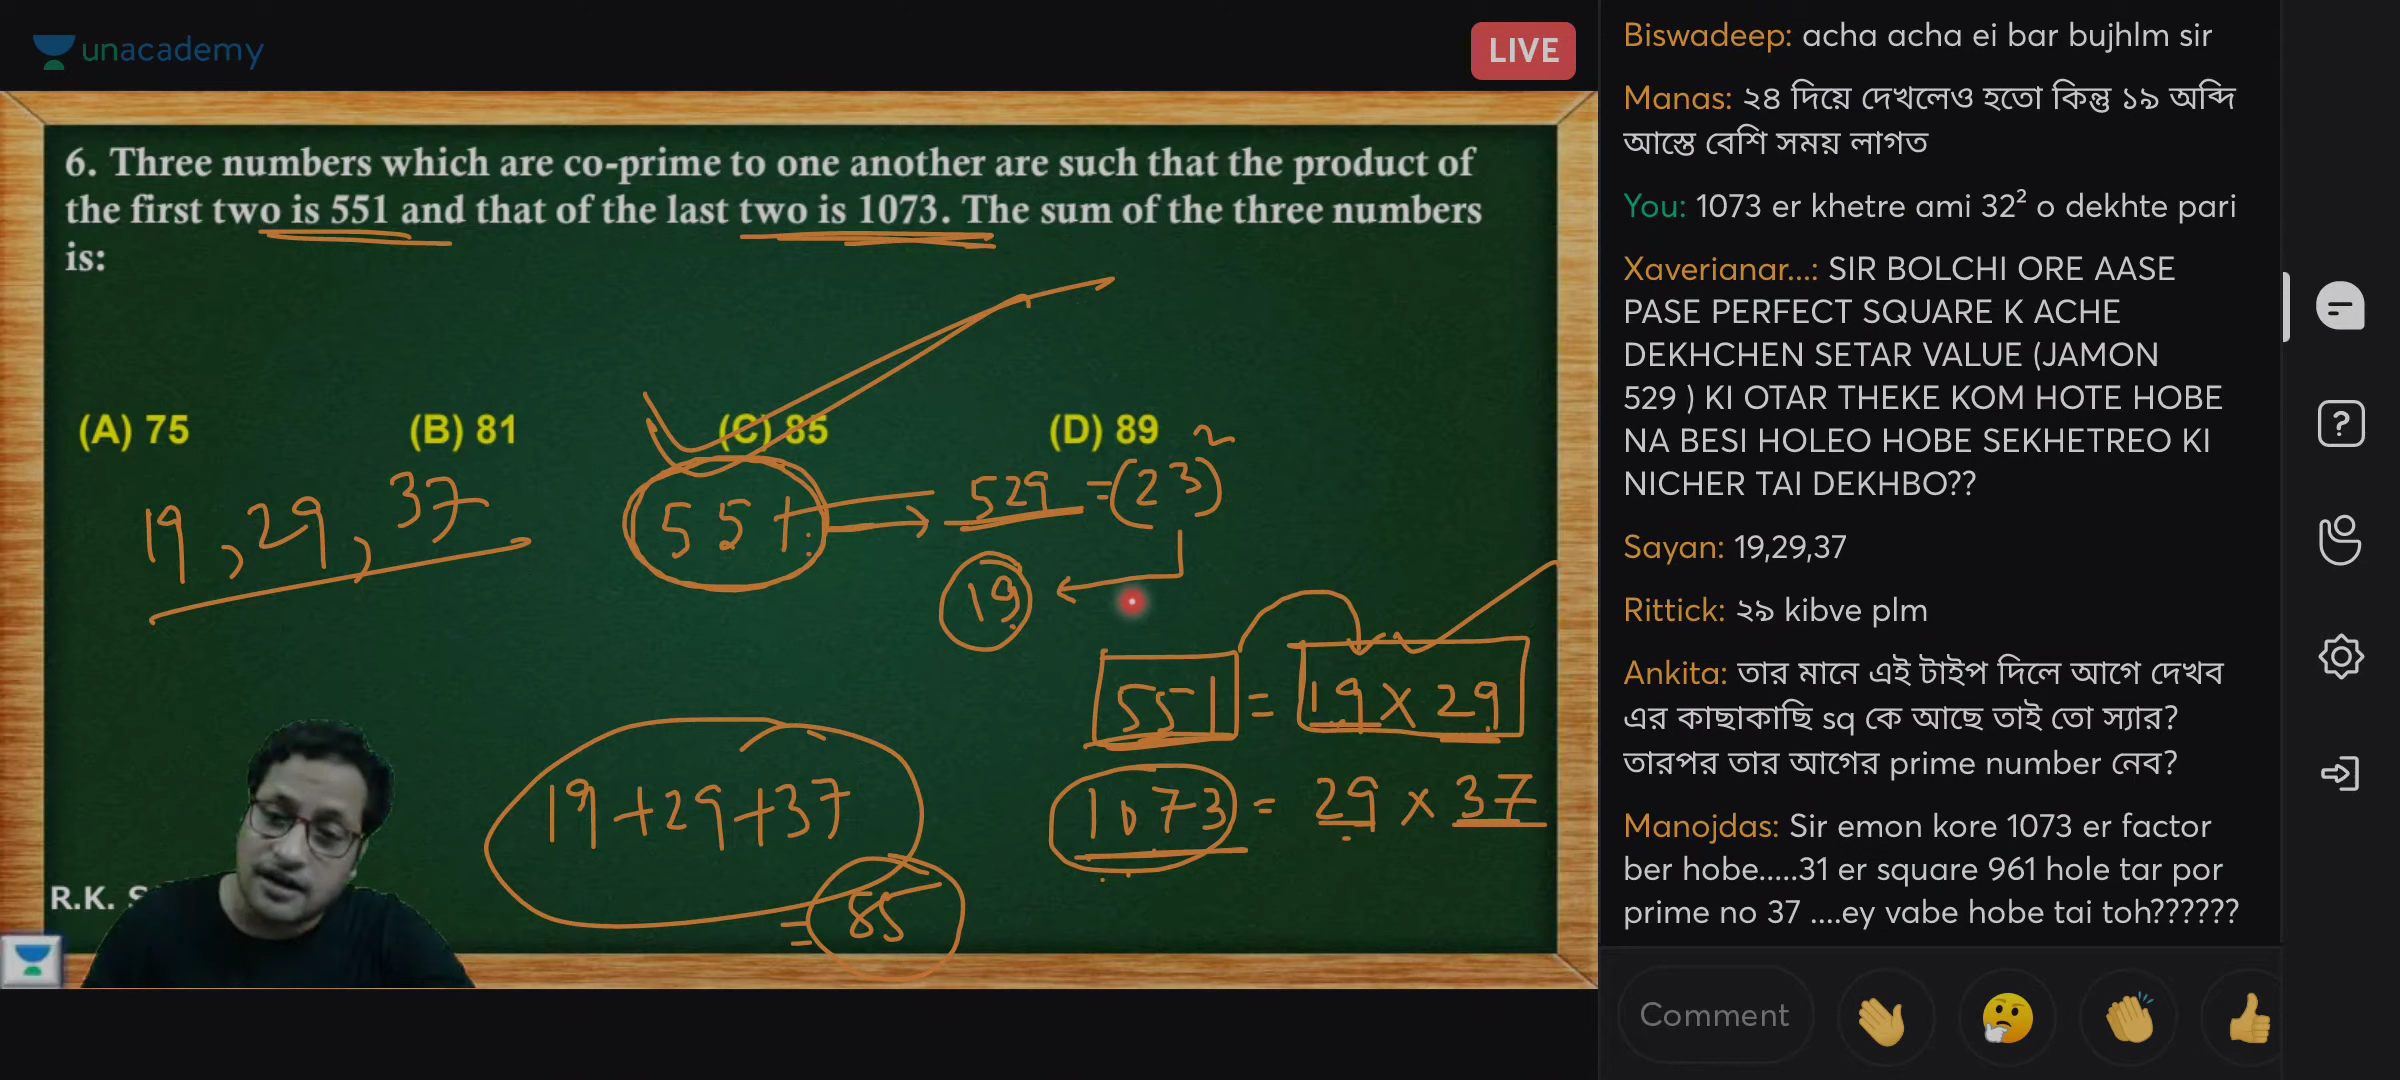 unacademy
LIVE
6. Three numbers which are co-prime to one another are such that the product of
the first two is 551 and that of the last two is 1073. The sum of the three numbers
is:
(A) 75
(B) 81
(C) 85
(D) 89
19, 29, 37
551
529 = (23)²
19
551 = 19 × 29
19+29+37
1073 = 29 × 37
= 85
R.K. S
Biswadeep: acha acha ei bar bujhlm sir
Manas: ২৪ দিয়ে দেখলেও হতো কিন্তু ১৯ অব্দি
আস্তে বেশি সময় লাগত
You: 1073 er khetre ami 32² o dekhte pari
Xaverianar...: SIR BOLCHI ORE AASE
PASE PERFECT SQUARE K ACHE
DEKHCHEN SETAR VALUE (JAMON
529 ) KI OTAR THEKE KOM HOTE HOBE
NA BESI HOLEO HOBE SEKHETREO KI
NICHER TAI DEKHBO??
Sayan: 19,29,37
Rittick: ২৯ kibve plm
Ankita: তার মানে এই টাইপ দিলে আগে দেখব
এর কাছাকাছি sq কে আছে তাই তো স্যার?
তারপর তার আগের prime number নেব?
Manojdas: Sir emon kore 1073 er factor
ber hobe.....31 er square 961 hole tar por
prime no 37 ....ey vabe hobe tai toh??????
Comment